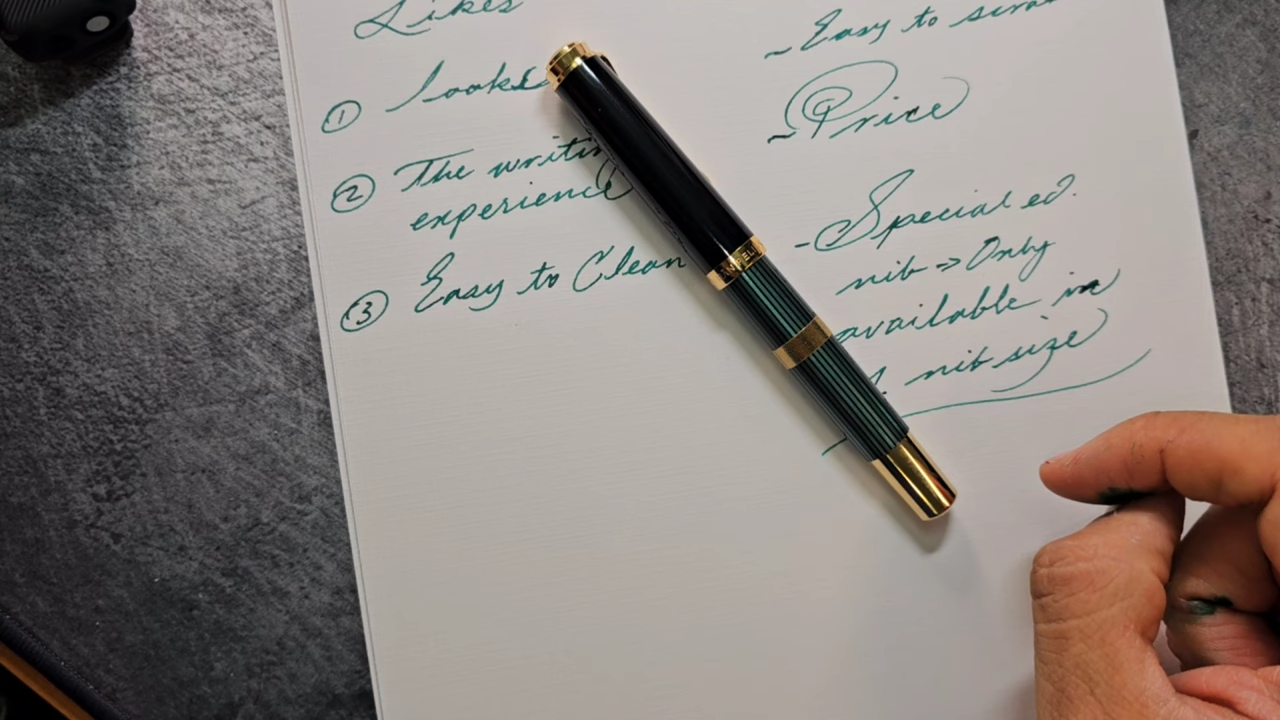 Likes
① looks
② The writing
experience
③ Easy to Clean
~ Easy to
~ Price
- Special ed.
nib => Only
available in
nib size